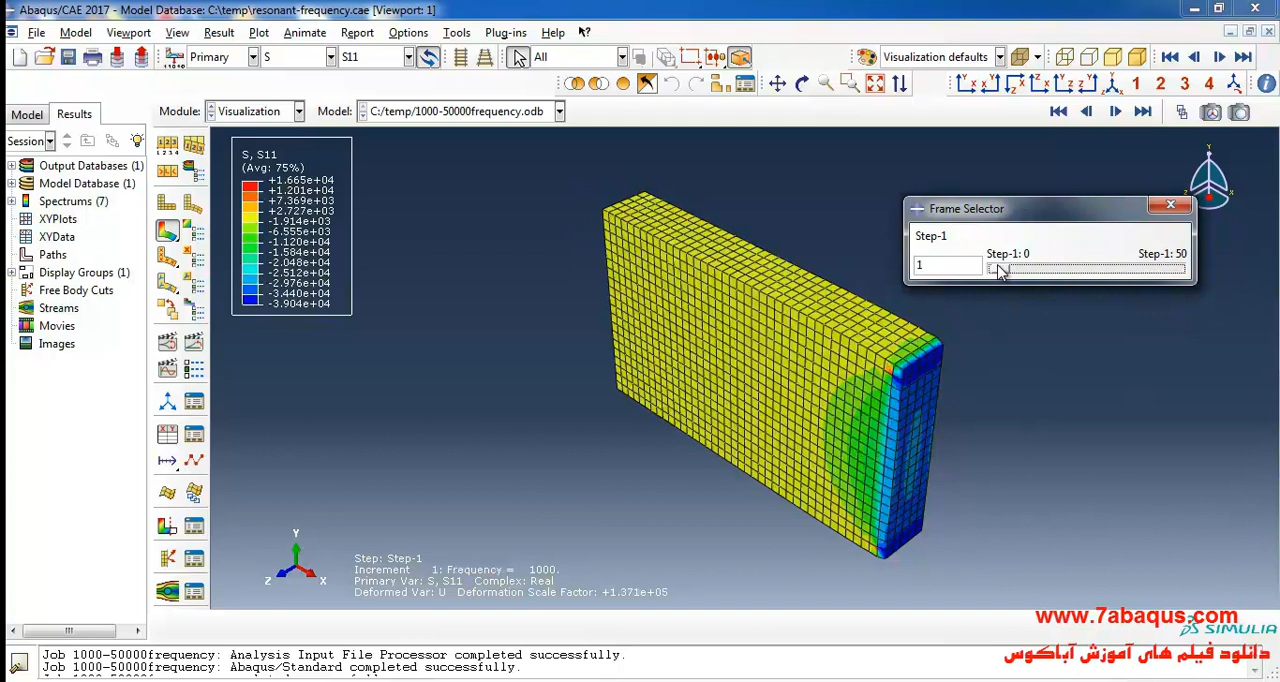 Abaqus/CAE 2017 - Model Database: C:\temp\resonant-frequency.cae [Viewport: 1]
File Model Viewport View Result Plot Animate Report Options Tools Plug-ins Help
Primary S S11 All Visualization defaults
1 2 3 4
Model Results Module: Visualization Model: C:/temp/1000-50000frequency.odb
Session
Output Databases (1)
Model Database (1)
Spectrums (7)
XYPlots
XYData
Paths
Display Groups (1)
Free Body Cuts
Streams
Movies
Images
S, S11
(Avg: 75%)
+1.665e+04
+1.201e+04
+7.369e+03
+2.727e+03
-1.914e+03
-6.555e+03
-1.120e+04
-1.584e+04
-2.048e+04
-2.512e+04
-2.976e+04
-3.440e+04
-3.904e+04
Frame Selector
Step-1
Step-1: 0 Step-1: 50
1
Y
Z X
Y
Z X
Step: Step-1
Increment 1: Frequency = 1000.
Primary Var: S, S11 Complex: Real
Deformed Var: U Deformation Scale Factor: +1.371e+05
www.7abaqus.com
SIMULIA
دانلود فیلم های آموزش آباکوس
Job 1000-50000frequency: Analysis Input File Processor completed successfully.
Job 1000-50000frequency: Abaqus/Standard completed successfully.